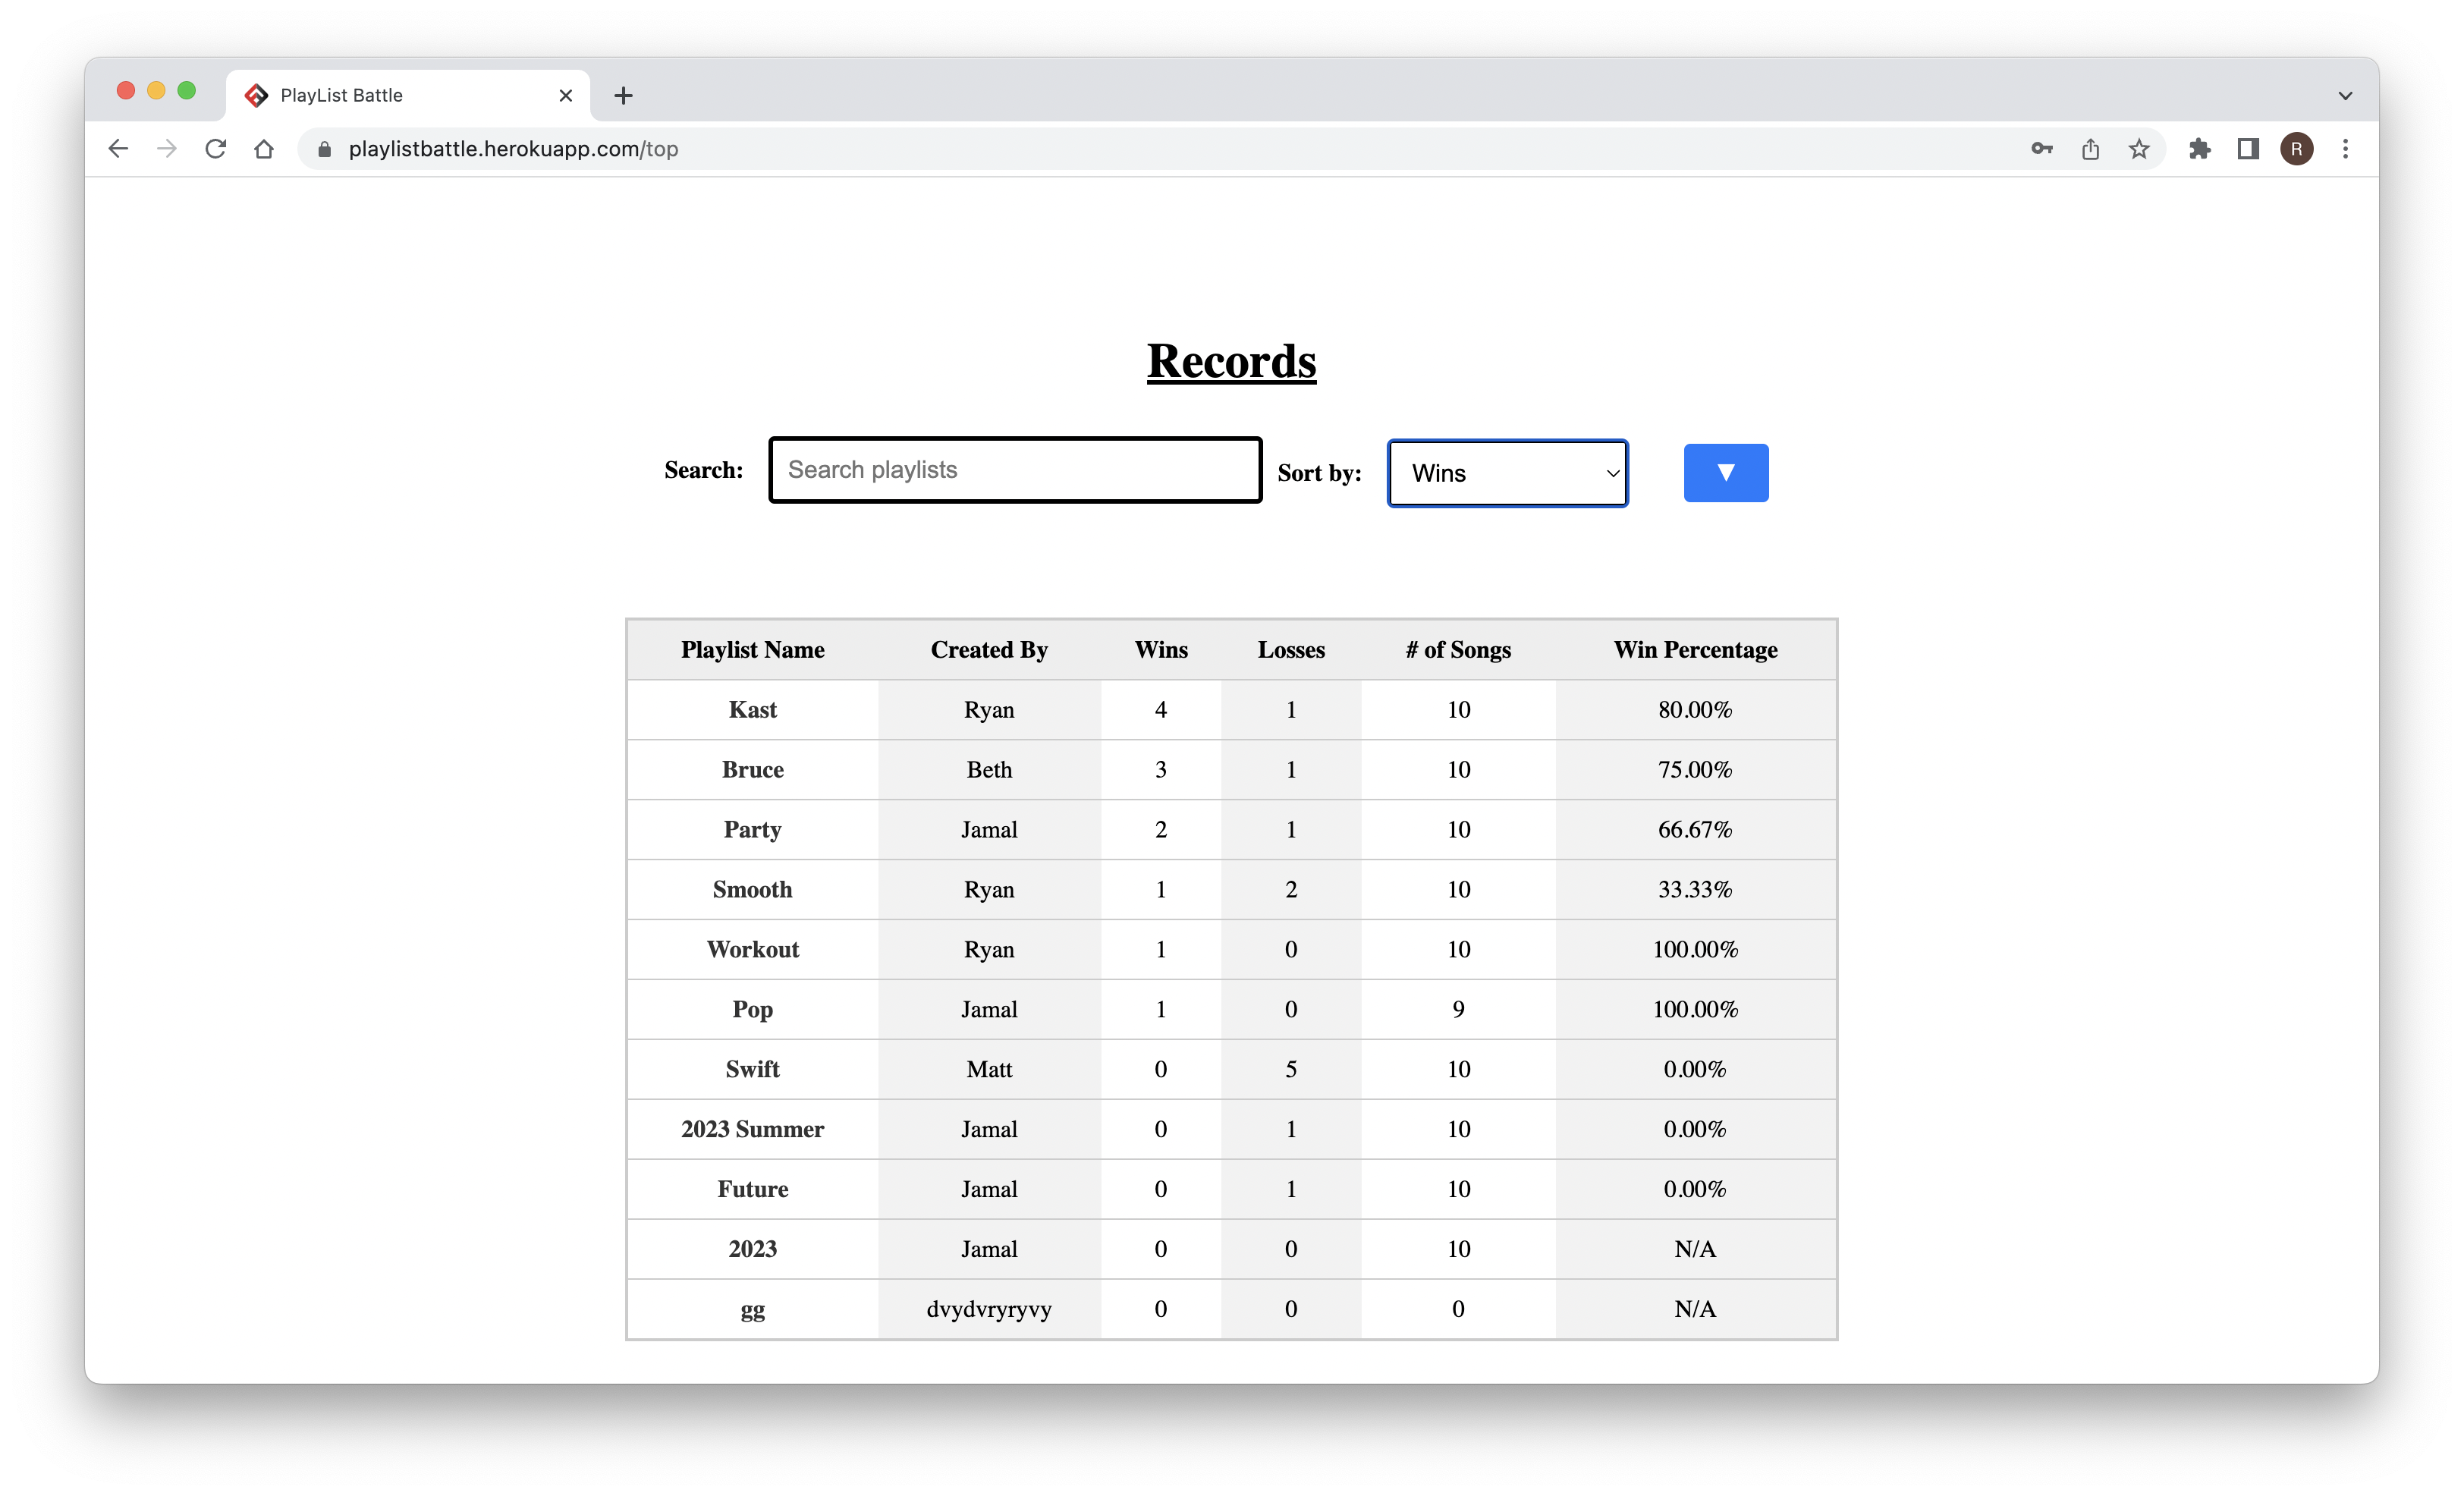 PlayList Battle
playlistbattle.herokuapp.com/top
R
Records
Search: Search playlists Sort by: Wins ▼
Playlist Name Created By Wins Losses # of Songs Win Percentage
Kast Ryan 4 1 10 80.00%
Bruce Beth 3 1 10 75.00%
Party Jamal 2 1 10 66.67%
Smooth Ryan 1 2 10 33.33%
Workout Ryan 1 0 10 100.00%
Pop Jamal 1 0 9 100.00%
Swift Matt 0 5 10 0.00%
2023 Summer Jamal 0 1 10 0.00%
Future Jamal 0 1 10 0.00%
2023 Jamal 0 0 10 N/A
gg dvydvryryvy 0 0 0 N/A